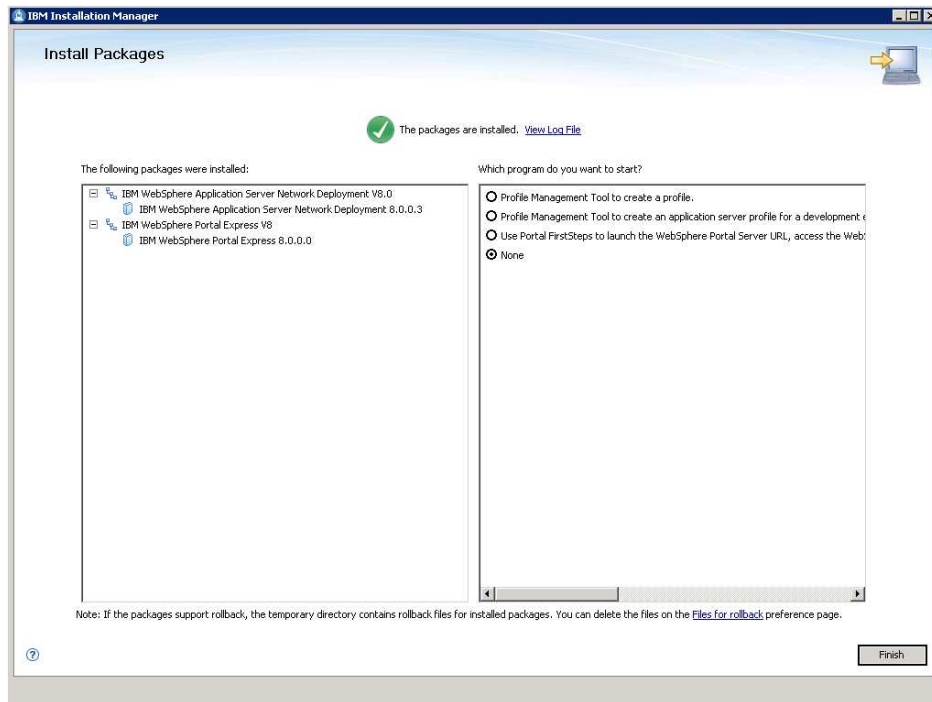 IBM Installation Manager
Install Packages
The packages are installed. View Log File
The following packages were installed:
IBM WebSphere Application Server Network Deployment V8.0
IBM WebSphere Application Server Network Deployment 8.0.0.3
IBM WebSphere Portal Express V8
IBM WebSphere Portal Express 8.0.0.0
Which program do you want to start?
Profile Management Tool to create a profile.
Profile Management Tool to create an application server profile for a development
Use Portal FirstSteps to launch the WebSphere Portal Server URL, access the
None
Note: If the packages support rollback, the temporary directory contains rollback files for installed packages. You can delete the files on the Files for rollback preference page.
?
Finish